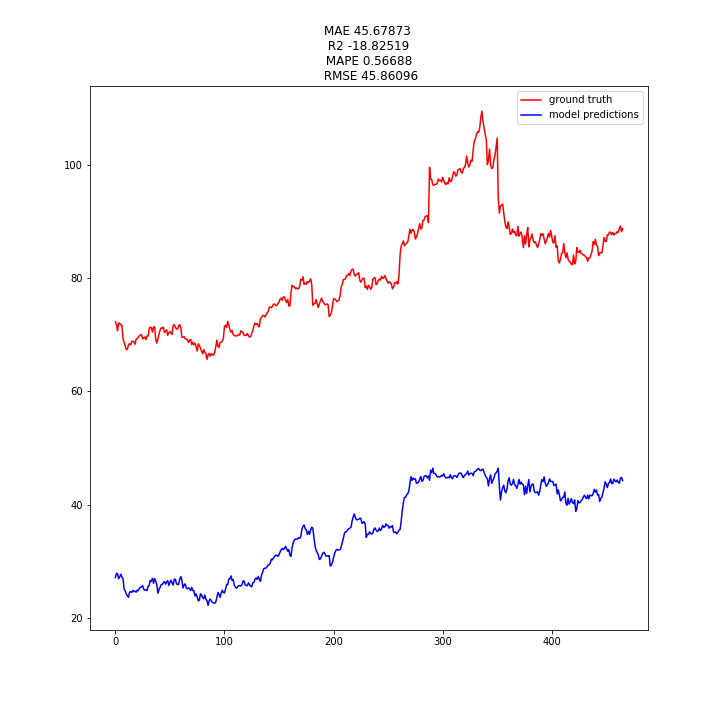 MAE 45.67873
R2 -18.82519
MAPE 0.56688
RMSE 45.86096
ground truth
model predictions
100
80
60
40
20
0 100 200 300 400